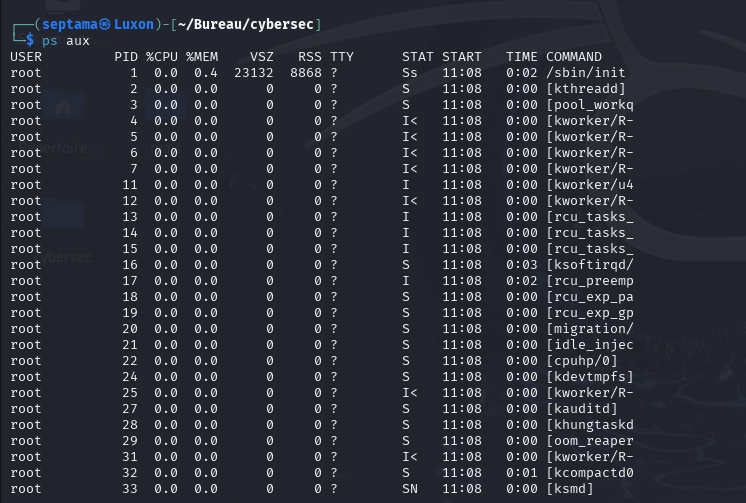 ┌──(septama㉿Luxon)-[~/Bureau/cybersec]
└─$ ps aux
USER         PID %CPU %MEM    VSZ   RSS TTY      STAT START   TIME COMMAND
root           1  0.0  0.4  23132  8868 ?        Ss   11:08   0:02 /sbin/init
root           2  0.0  0.0      0     0 ?        S    11:08   0:00 [kthreadd]
root           3  0.0  0.0      0     0 ?        S    11:08   0:00 [pool_workq
root           4  0.0  0.0      0     0 ?        I<   11:08   0:00 [kworker/R-
root           5  0.0  0.0      0     0 ?        I<   11:08   0:00 [kworker/R-
root           6  0.0  0.0      0     0 ?        I<   11:08   0:00 [kworker/R-
root           7  0.0  0.0      0     0 ?        I<   11:08   0:00 [kworker/R-
root          11  0.0  0.0      0     0 ?        I    11:08   0:00 [kworker/u4
root          12  0.0  0.0      0     0 ?        I<   11:08   0:00 [kworker/R-
root          13  0.0  0.0      0     0 ?        I    11:08   0:00 [rcu_tasks_
root          14  0.0  0.0      0     0 ?        I    11:08   0:00 [rcu_tasks_
root          15  0.0  0.0      0     0 ?        I    11:08   0:00 [rcu_tasks_
root          16  0.0  0.0      0     0 ?        S    11:08   0:03 [ksoftirqd/
root          17  0.0  0.0      0     0 ?        I    11:08   0:02 [rcu_preemp
root          18  0.0  0.0      0     0 ?        S    11:08   0:00 [rcu_exp_pa
root          19  0.0  0.0      0     0 ?        S    11:08   0:00 [rcu_exp_gp
root          20  0.0  0.0      0     0 ?        S    11:08   0:00 [migration/
root          21  0.0  0.0      0     0 ?        S    11:08   0:00 [idle_injec
root          22  0.0  0.0      0     0 ?        S    11:08   0:00 [cpuhp/0]
root          24  0.0  0.0      0     0 ?        S    11:08   0:00 [kdevtmpfs]
root          25  0.0  0.0      0     0 ?        I<   11:08   0:00 [kworker/R-
root          27  0.0  0.0      0     0 ?        S    11:08   0:00 [kauditd]
root          28  0.0  0.0      0     0 ?        S    11:08   0:00 [khungtaskd
root          29  0.0  0.0      0     0 ?        S    11:08   0:00 [oom_reaper
root          31  0.0  0.0      0     0 ?        I<   11:08   0:00 [kworker/R-
root          32  0.0  0.0      0     0 ?        S    11:08   0:01 [kcompactd0
root          33  0.0  0.0      0     0 ?        SN   11:08   0:00 [ksmd]
cybersec